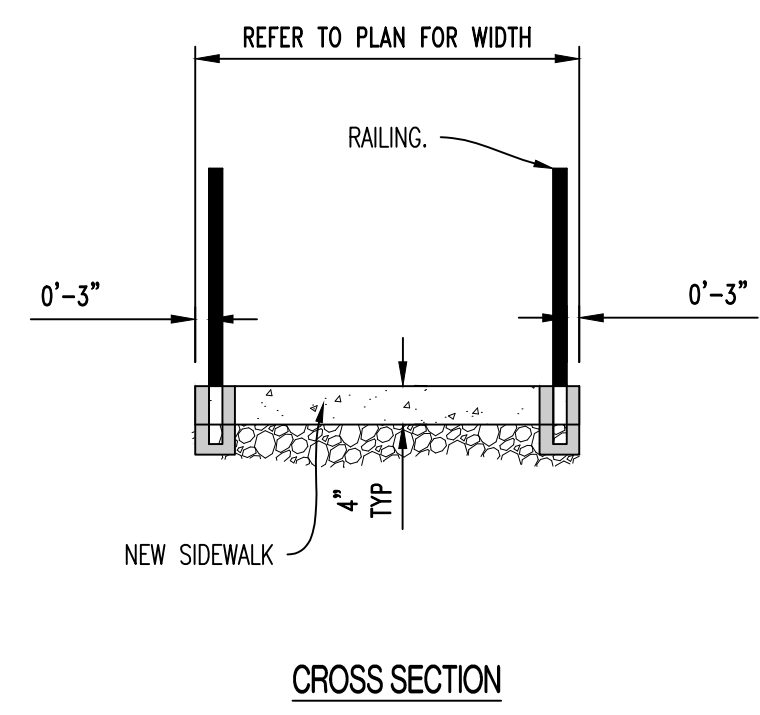 REFER TO PLAN FOR WIDTH
RAILING.
0'-3"
0'-3"
4"
TYP
NEW SIDEWALK
CROSS SECTION